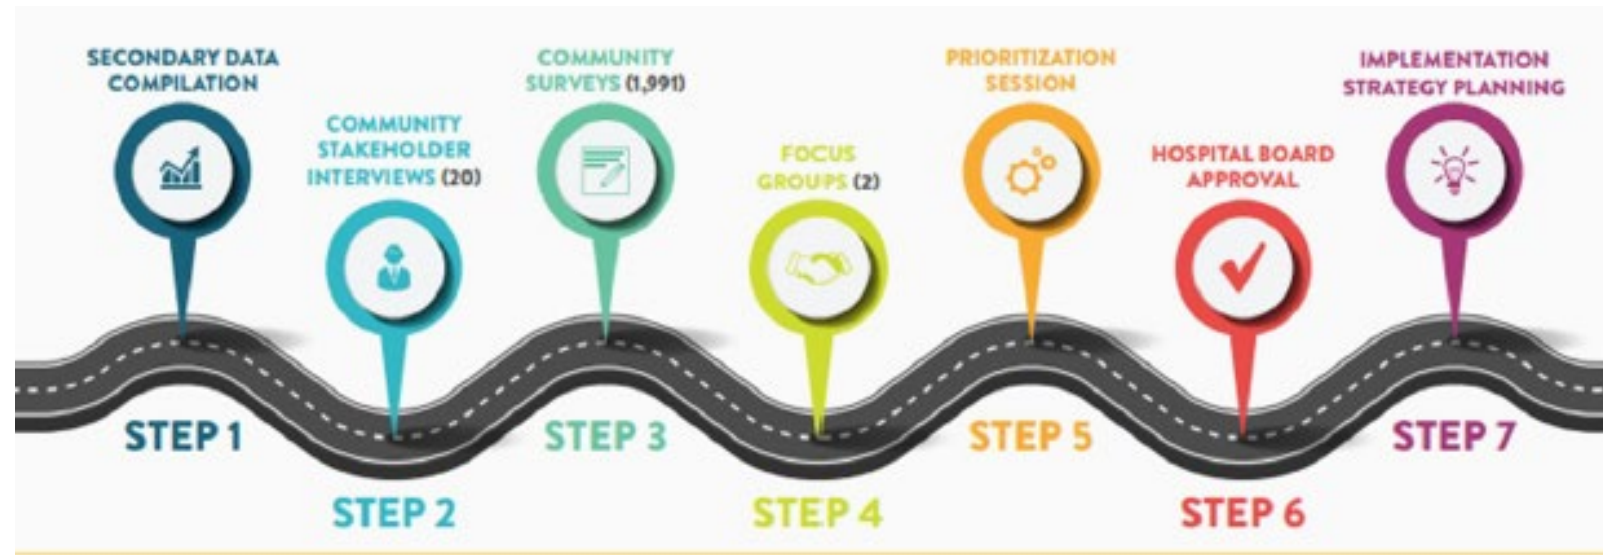 SECONDARY DATA
COMPILATION
COMMUNITY
STAKEHOLDER
INTERVIEWS (20)
COMMUNITY
SURVEYS (1,991)
FOCUS
GROUPS (2)
PRIORITIZATION
SESSION
HOSPITAL BOARD
APPROVAL
IMPLEMENTATION
STRATEGY PLANNING
STEP 1
STEP 2
STEP 3
STEP 4
STEP 5
STEP 6
STEP 7